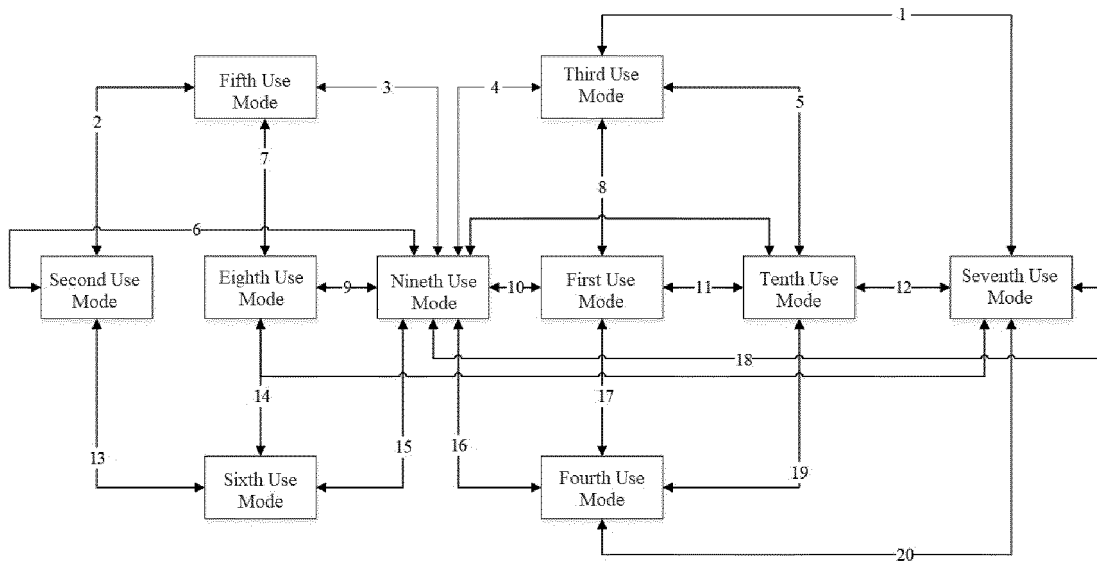 1
Fifth Use
Mode
3
4
Third Use
Mode
2
5
7
8
6
Second Use
Mode
Eighth Use
Mode
9
Nineth Use
Mode
10
First Use
Mode
11
Tenth Use
Mode
12
Seventh Use
Mode
18
14
17
13
15
16
19
Sixth Use
Mode
Fourth Use
Mode
20